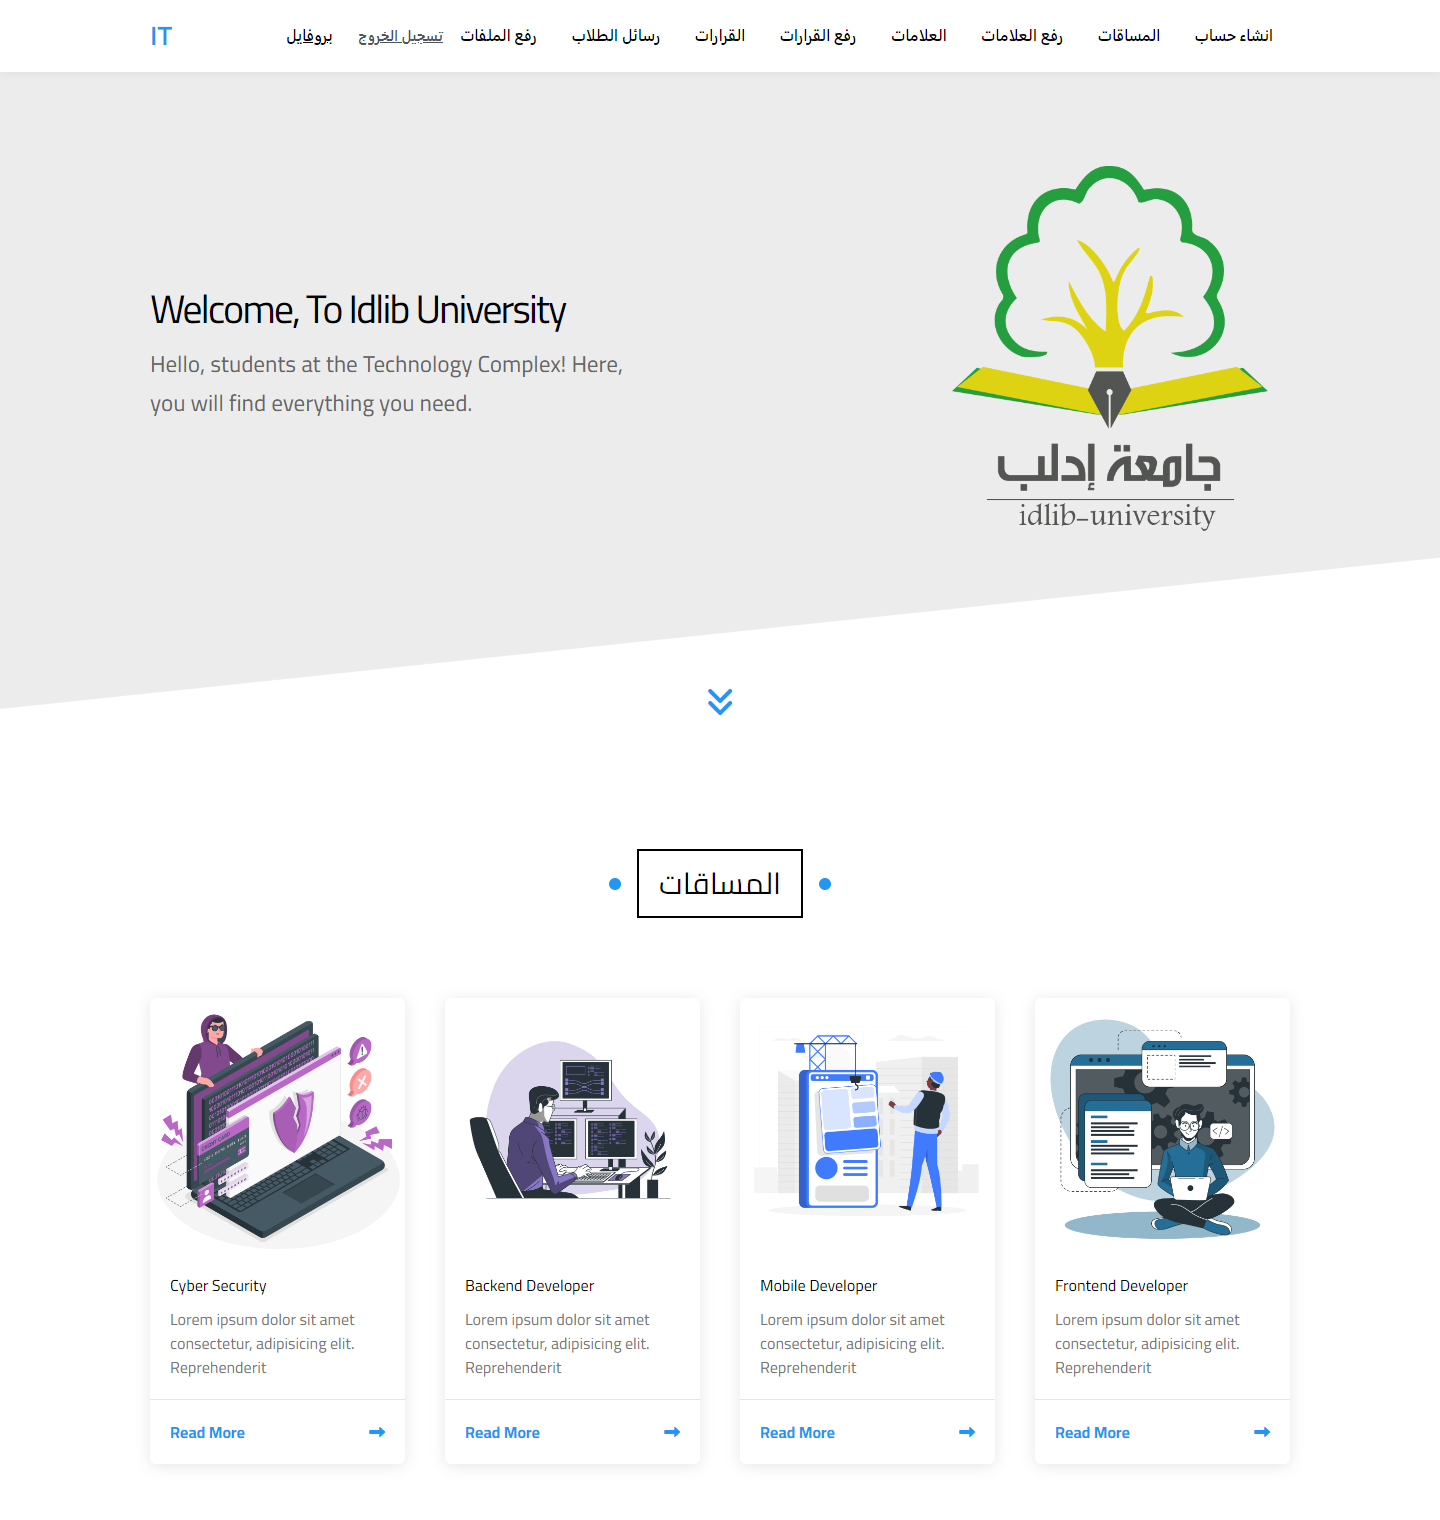 IT
انشاء حساب
المساقات
رفع العلامات
العلامات
رفع القرارات
القرارات
رسائل الطلاب
رفع الملفات
تسجيل الخروج
بروفايل
Welcome, To Idlib University
Hello, students at the Technology Complex! Here,
you will find everything you need.
جامعة إدلب
idlib-university
المساقات
Cyber Security
Lorem ipsum dolor sit amet
consectetur, adipisicing elit.
Reprehenderit
Read More
Backend Developer
Lorem ipsum dolor sit amet
consectetur, adipisicing elit.
Reprehenderit
Read More
Mobile Developer
Lorem ipsum dolor sit amet
consectetur, adipisicing elit.
Reprehenderit
Read More
Frontend Developer
Lorem ipsum dolor sit amet
consectetur, adipisicing elit.
Reprehenderit
Read More